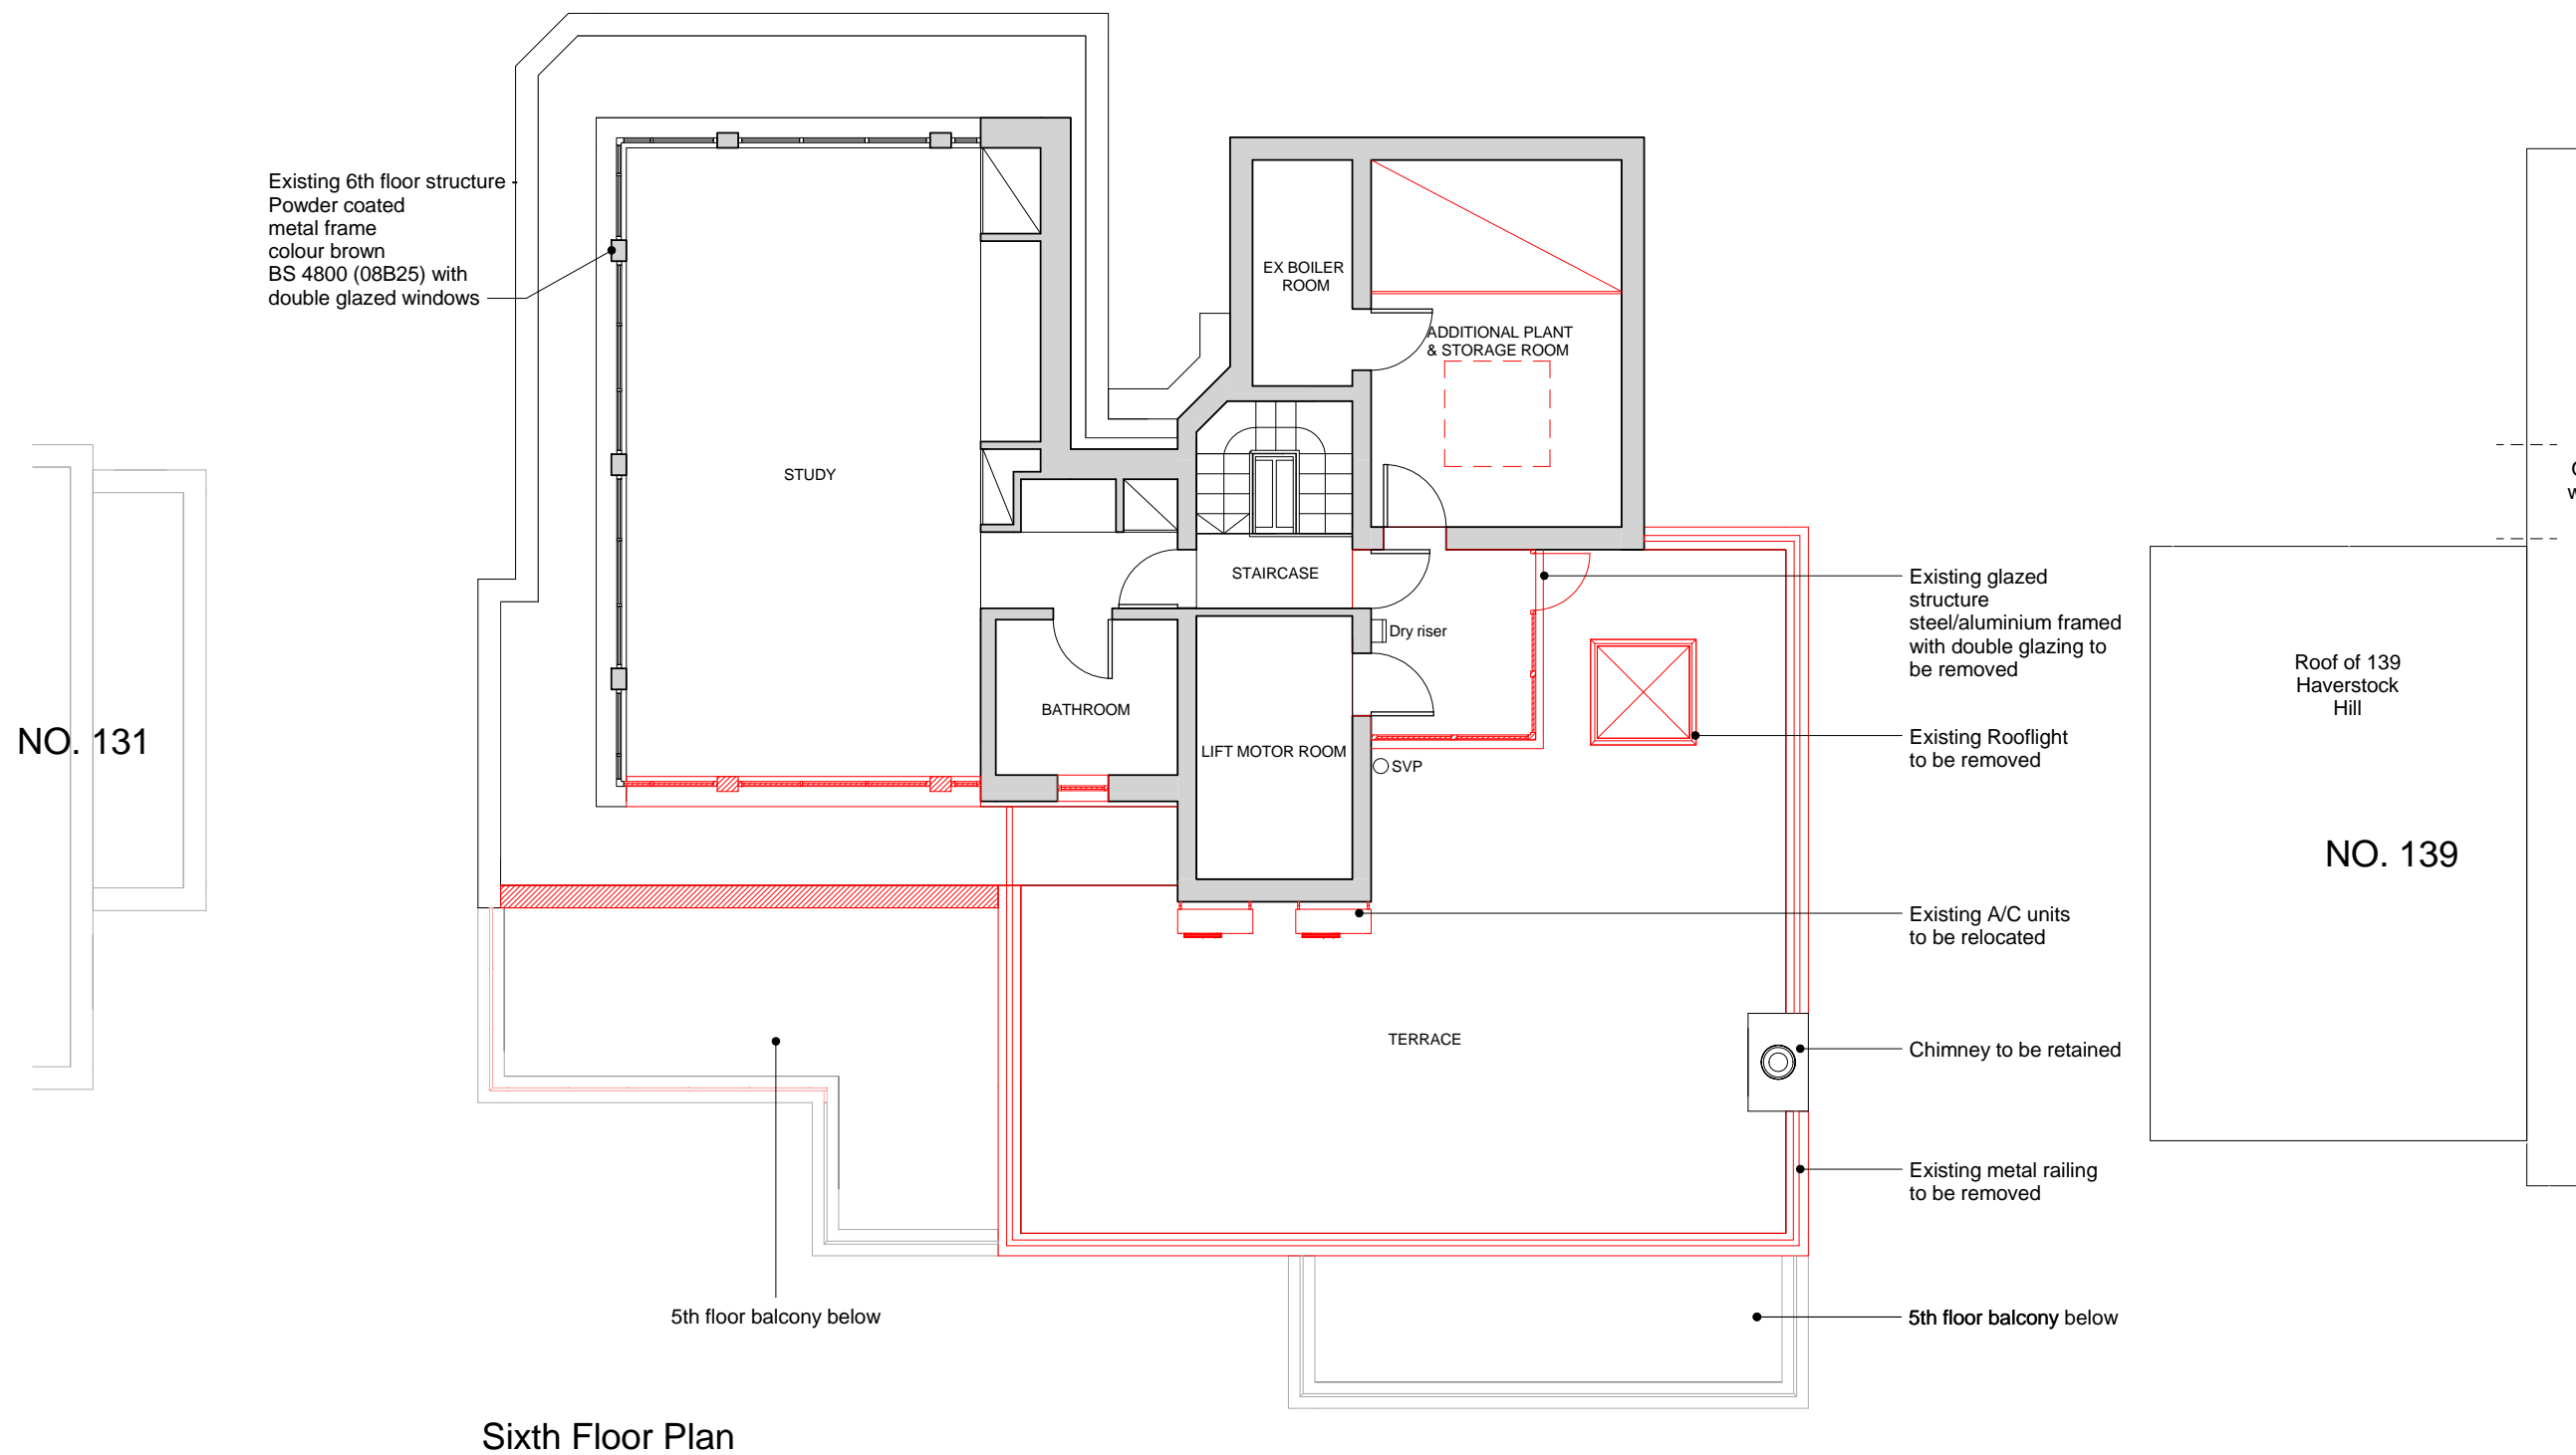 Existing 6th floor structure -
Powder coated
metal frame
colour brown
BS 4800 (08B25) with
double glazed windows
EX BOILER
ROOM
ADDITIONAL PLANT
& STORAGE ROOM
STUDY
STAIRCASE
Dry riser
BATHROOM
LIFT MOTOR ROOM
SVP
TERRACE
NO. 131
Existing glazed
structure
steel/aluminium framed
with double glazing to
be removed
Existing Rooflight
to be removed
Existing A/C units
to be relocated
Chimney to be retained
Existing metal railing
to be removed
5th floor balcony below
5th floor balcony below
Roof of 139
Haverstock
Hill
NO. 139
Sixth Floor Plan